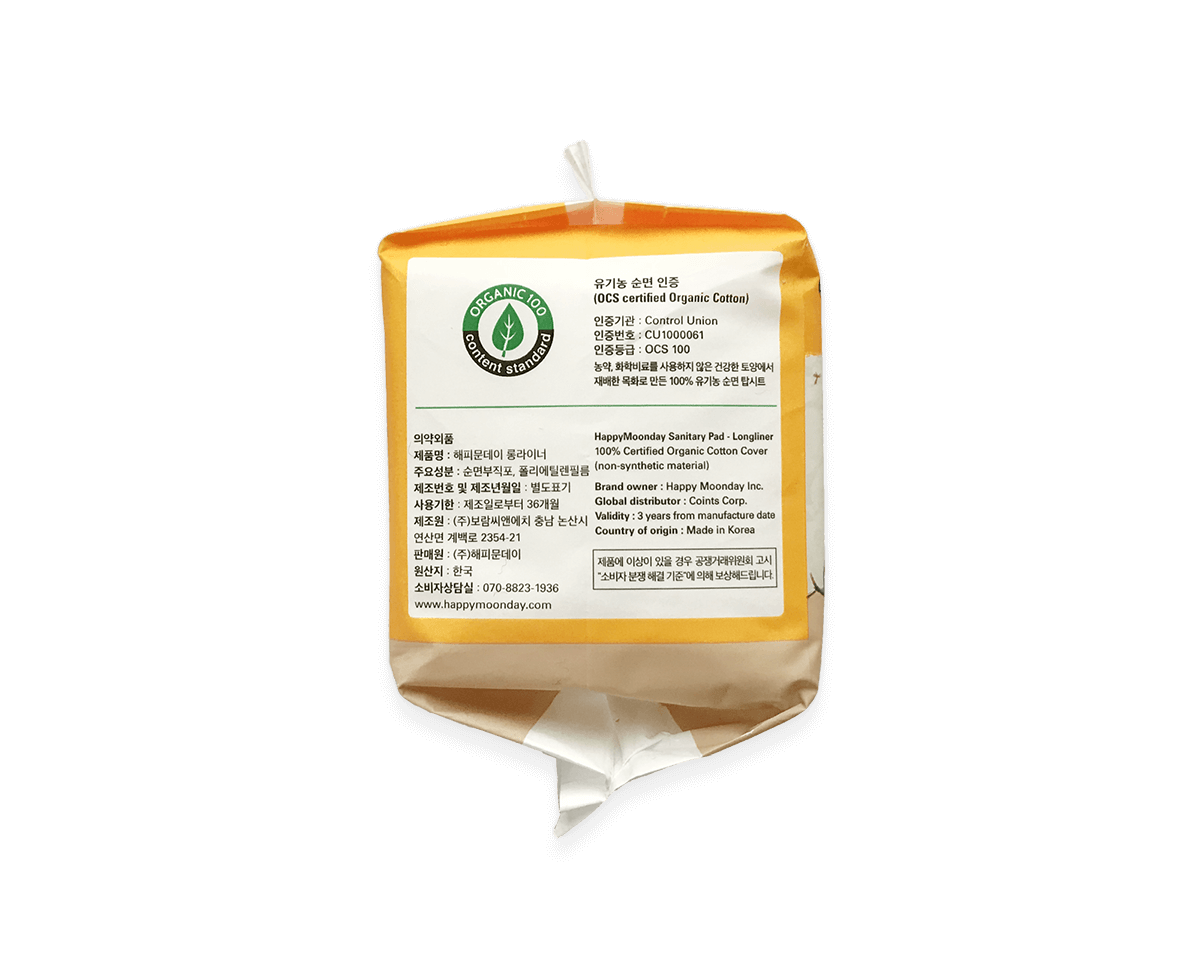 ORGANIC 100
content standard
유기농 순면 인증
(OCS certified Organic Cotton)
인증기관 : Control Union
인증번호 : CU1000061
인증등급 : OCS 100
농약, 화학비료를 사용하지 않은 건강한 토양에서
재배한 목화로 만든 100% 유기농 순면 탑시트
의약외품
제품명 : 해피문데이 롱라이너
주요성분 : 순면부직포, 폴리에틸렌필름
제조번호 및 제조년월일 : 별도표기
사용기한 : 제조일로부터 36개월
제조원 : (주)보람씨앤에치 충남 논산시
연산면 계백로 2354-21
판매원 : (주)해피문데이
원산지 : 한국
소비자상담실 : 070-8823-1936
www.happymoonday.com
HappyMoonday Sanitary Pad - Longliner
100% Certified Organic Cotton Cover
(non-synthetic material)
Brand owner : Happy Moonday Inc.
Global distributor : Coints Corp.
Validity : 3 years from manufacture date
Country of origin : Made in Korea
제품에 이상이 있을 경우 공쟁거래위원회 고시
"소비자 분쟁 해결 기준"에 의해 보상해드립니다.